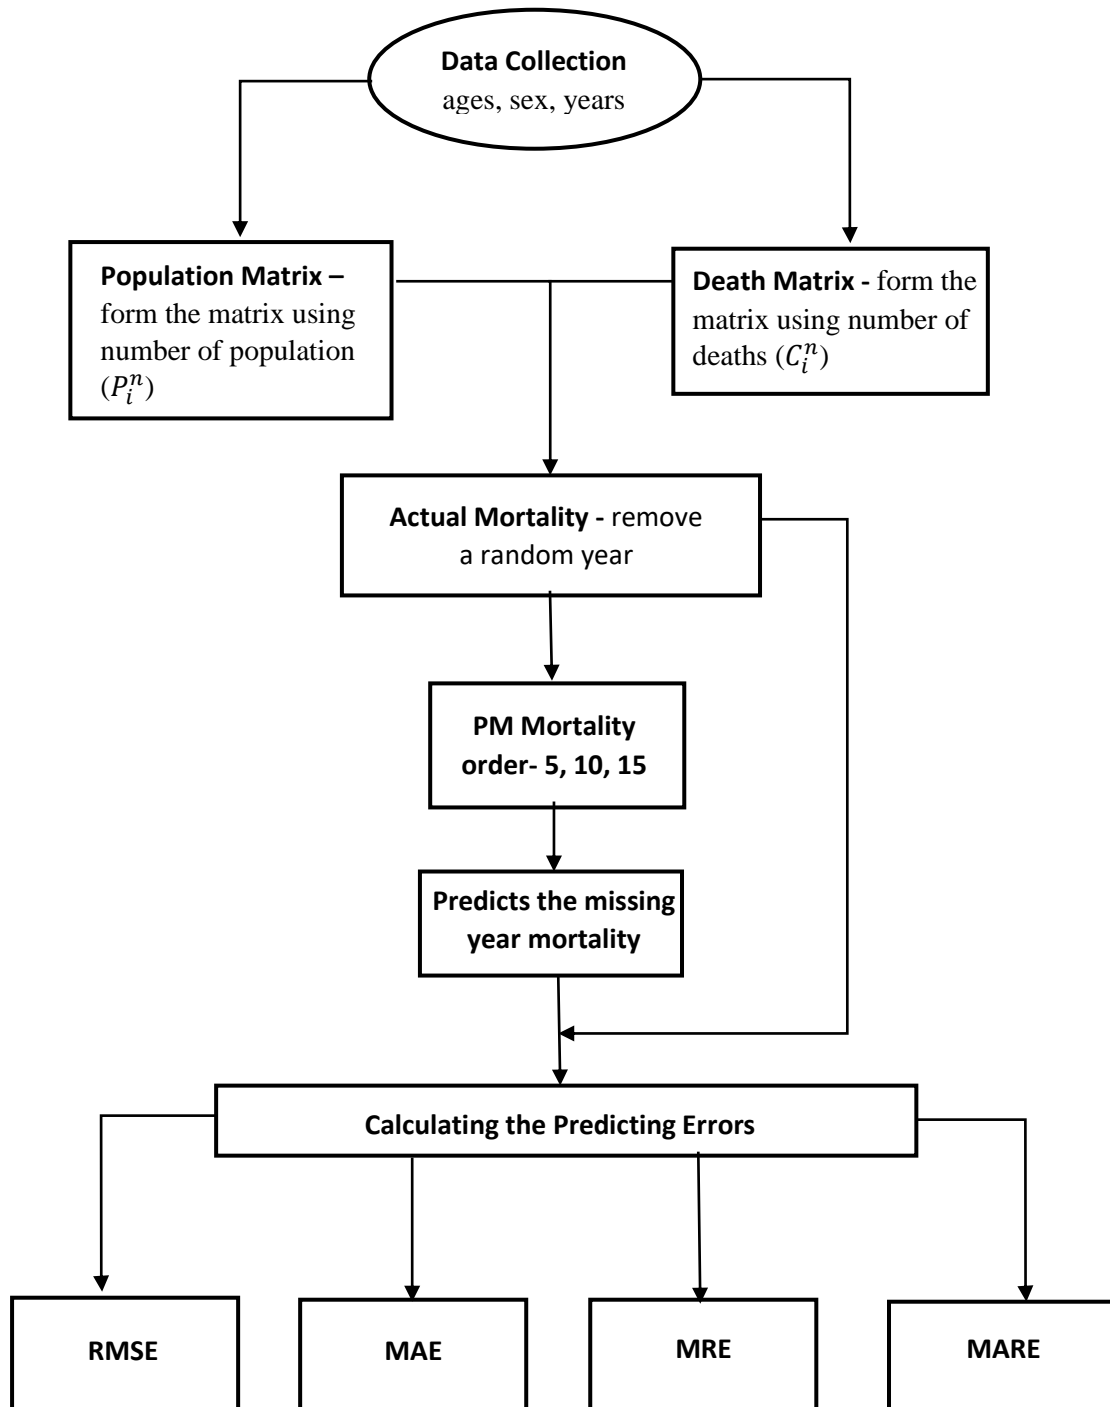 Data Collection
ages, sex, years
Population Matrix –
form the matrix using
number of population
($P_i^n$)
Death Matrix - form the
matrix using number of
deaths ($C_i^n$)
Actual Mortality - remove
a random year
PM Mortality
order- 5, 10, 15
Predicts the missing
year mortality
Calculating the Predicting Errors
RMSE
MAE
MRE
MARE